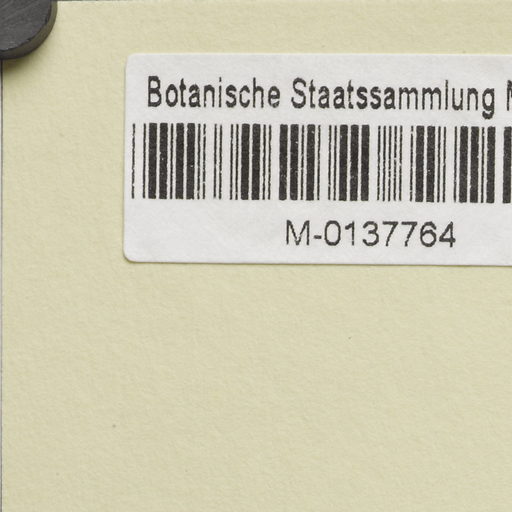 Botanische Staatssammlung
M-0137764